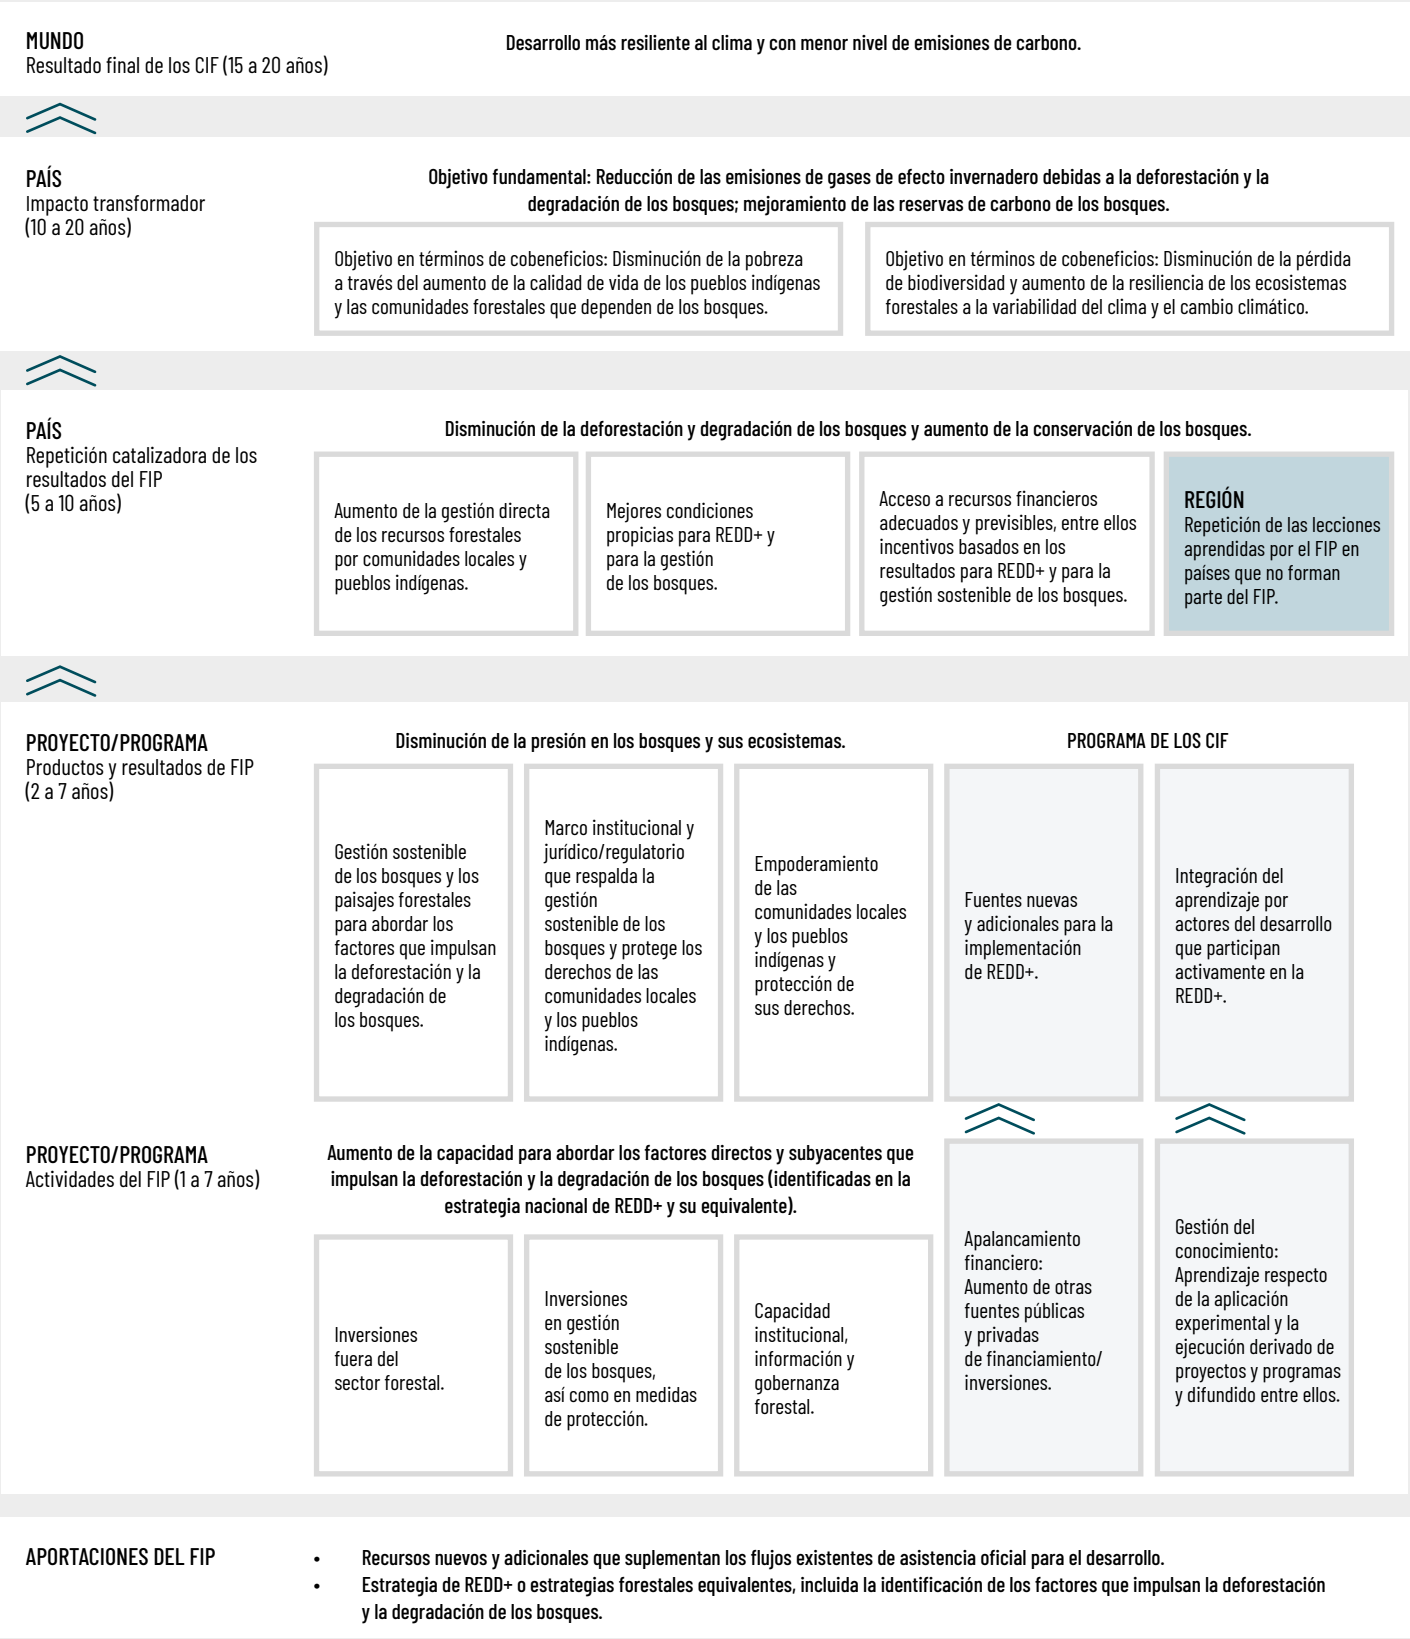 MUNDO
Resultado final de los CIF (15 a 20 años)
Desarrollo más resiliente al clima y con menor nivel de emisiones de carbono.
PAÍS
Impacto transformador
(10 a 20 años)
Objetivo fundamental: Reducción de las emisiones de gases de efecto invernadero debidas a la deforestación y la
degradación de los bosques; mejoramiento de las reservas de carbono de los bosques.
Objetivo en términos de cobeneficios: Disminución de la pobreza
a través del aumento de la calidad de vida de los pueblos indígenas
y las comunidades forestales que dependen de los bosques.
Objetivo en términos de cobeneficios: Disminución de la pérdida
de biodiversidad y aumento de la resiliencia de los ecosistemas
forestales a la variabilidad del clima y el cambio climático.
PAÍS
Repetición catalizadora de los
resultados del FIP
(5 a 10 años)
Disminución de la deforestación y degradación de los bosques y aumento de la conservación de los bosques.
Aumento de la gestión directa
de los recursos forestales
por comunidades locales y
pueblos indígenas.
Mejores condiciones
propicias para REDD+ y
para la gestión
de los bosques.
Acceso a recursos financieros
adecuados y previsibles, entre ellos
incentivos basados en los
resultados para REDD+ y para la
gestión sostenible de los bosques.
REGIÓN
Repetición de las lecciones
aprendidas por el FIP en
países que no forman
parte del FIP.
PROYECTO/PROGRAMA
Productos y resultados de FIP
(2 a 7 años)
Disminución de la presión en los bosques y sus ecosistemas.
PROGRAMA DE LOS CIF
Gestión sostenible
de los bosques y los
paisajes forestales
para abordar los
factores que impulsan
la deforestación y la
degradación de
los bosques.
Marco institucional y
jurídico/regulatorio
que respalda la
gestión
sostenible de los
bosques y protege los
derechos de las
comunidades locales
y los pueblos
indígenas.
Empoderamiento
de las
comunidades locales
y los pueblos
indígenas y
protección de
sus derechos.
Fuentes nuevas
y adicionales para la
implementación
de REDD+.
Integración del
aprendizaje por
actores del desarrollo
que participan
activamente en la
REDD+.
PROYECTO/PROGRAMA
Actividades del FIP (1 a 7 años)
Aumento de la capacidad para abordar los factores directos y subyacentes que
impulsan la deforestación y la degradación de los bosques (identificadas en la
estrategia nacional de REDD+ y su equivalente).
Inversiones
fuera del
sector forestal.
Inversiones
en gestión
sostenible
de los bosques,
así como en medidas
de protección.
Capacidad
institucional,
información y
gobernanza
forestal.
Apalancamiento
financiero:
Aumento de otras
fuentes públicas
y privadas
de financiamiento/
inversiones.
Gestión del
conocimiento:
Aprendizaje respecto
de la aplicación
experimental y la
ejecución derivado de
proyectos y programas
y difundido entre ellos.
APORTACIONES DEL FIP
• Recursos nuevos y adicionales que suplementan los flujos existentes de asistencia oficial para el desarrollo.
• Estrategia de REDD+ o estrategias forestales equivalentes, incluida la identificación de los factores que impulsan la deforestación
y la degradación de los bosques.